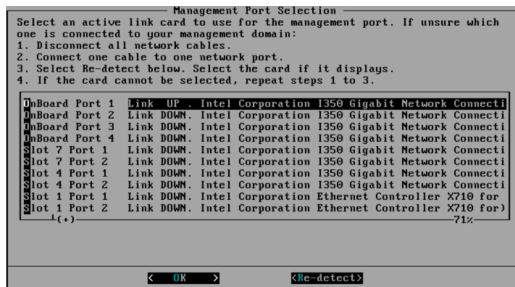 Management Port Selection
Select an active link card to use for the management port. If unsure which
one is connected to your management domain:
1. Disconnect all network cables.
2. Connect one cable to one network port.
3. Select Re-detect below. Select the card if it displays.
4. If the card cannot be selected, repeat steps 1 to 3.
OnBoard Port 1 Link UP . Intel Corporation I350 Gigabit Network Connecti
OnBoard Port 2 Link DOWN. Intel Corporation I350 Gigabit Network Connecti
OnBoard Port 3 Link DOWN. Intel Corporation I350 Gigabit Network Connecti
OnBoard Port 4 Link DOWN. Intel Corporation I350 Gigabit Network Connecti
Slot 7 Port 1 Link DOWN. Intel Corporation I350 Gigabit Network Connecti
Slot 7 Port 2 Link DOWN. Intel Corporation I350 Gigabit Network Connecti
Slot 4 Port 1 Link DOWN. Intel Corporation I350 Gigabit Network Connecti
Slot 4 Port 2 Link DOWN. Intel Corporation I350 Gigabit Network Connecti
Slot 1 Port 1 Link DOWN. Intel Corporation Ethernet Controller X710 for
Slot 1 Port 2 Link DOWN. Intel Corporation Ethernet Controller X710 for)
(+) 71%
< OK > <Re-detect>